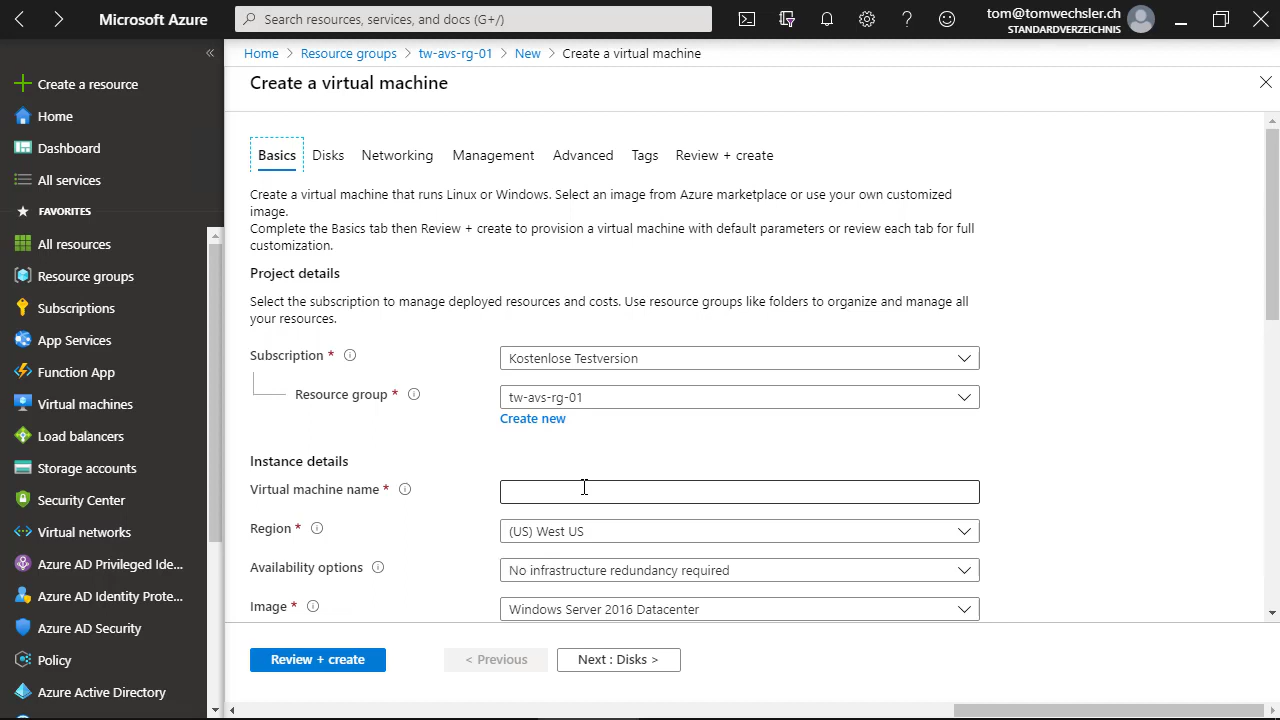 Microsoft Azure
Search resources, services, and docs (G+/)
tom@tomwechsler.ch
STANDARDVERZEICHNIS
«
Create a resource
Home
Dashboard
All services
FAVORITES
All resources
Resource groups
Subscriptions
App Services
Function App
Virtual machines
Load balancers
Storage accounts
Security Center
Virtual networks
Azure AD Privileged Ide...
Azure AD Identity Prote...
Azure AD Security
Policy
Azure Active Directory
Home > Resource groups > tw-avs-rg-01 > New > Create a virtual machine
Create a virtual machine
Basics Disks Networking Management Advanced Tags Review + create
Create a virtual machine that runs Linux or Windows. Select an image from Azure marketplace or use your own customized
image.
Complete the Basics tab then Review + create to provision a virtual machine with default parameters or review each tab for full
customization.
Project details
Select the subscription to manage deployed resources and costs. Use resource groups like folders to organize and manage all
your resources.
Subscription * Kostenlose Testversion
Resource group * tw-avs-rg-01
Create new
Instance details
Virtual machine name *
Region * (US) West US
Availability options No infrastructure redundancy required
Image * Windows Server 2016 Datacenter
Review + create < Previous Next : Disks >